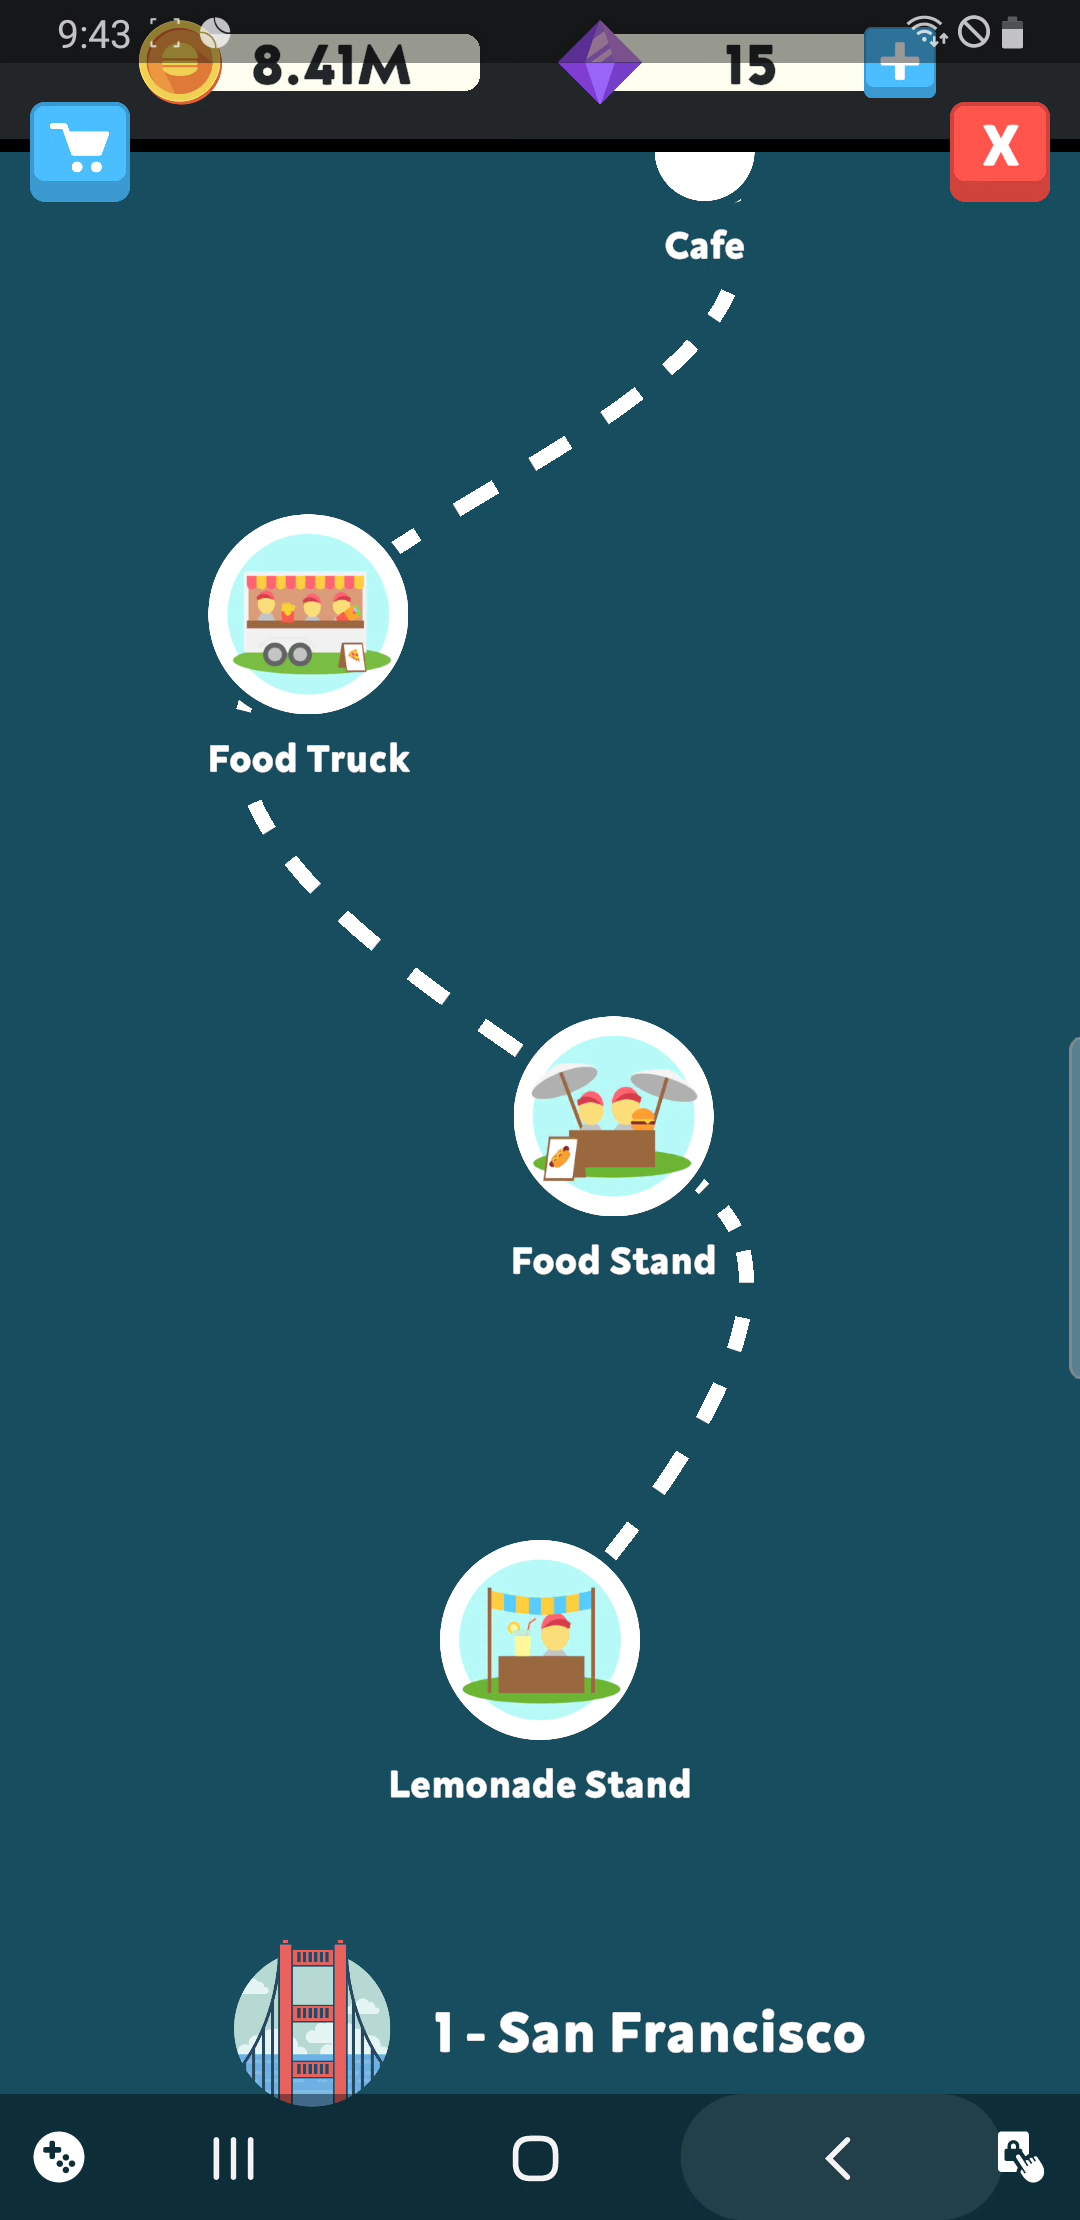 9:43
8.41M
15
X
Cafe
Food Truck
Food Stand
Lemonade Stand
1 - San Francisco